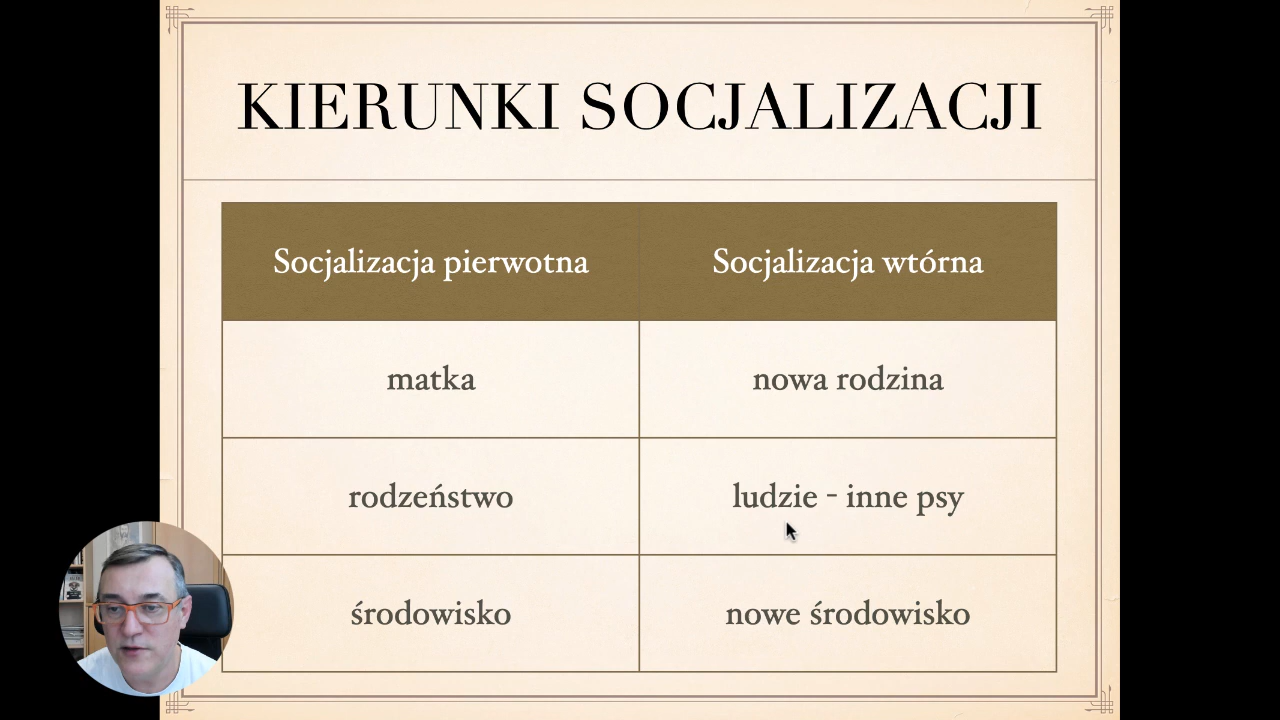 KIERUNKI SOCJALIZACJI
Socjalizacja pierwotna
Socjalizacja wtórna
matka
nowa rodzina
rodzeństwo
ludzie - inne psy
środowisko
nowe środowisko